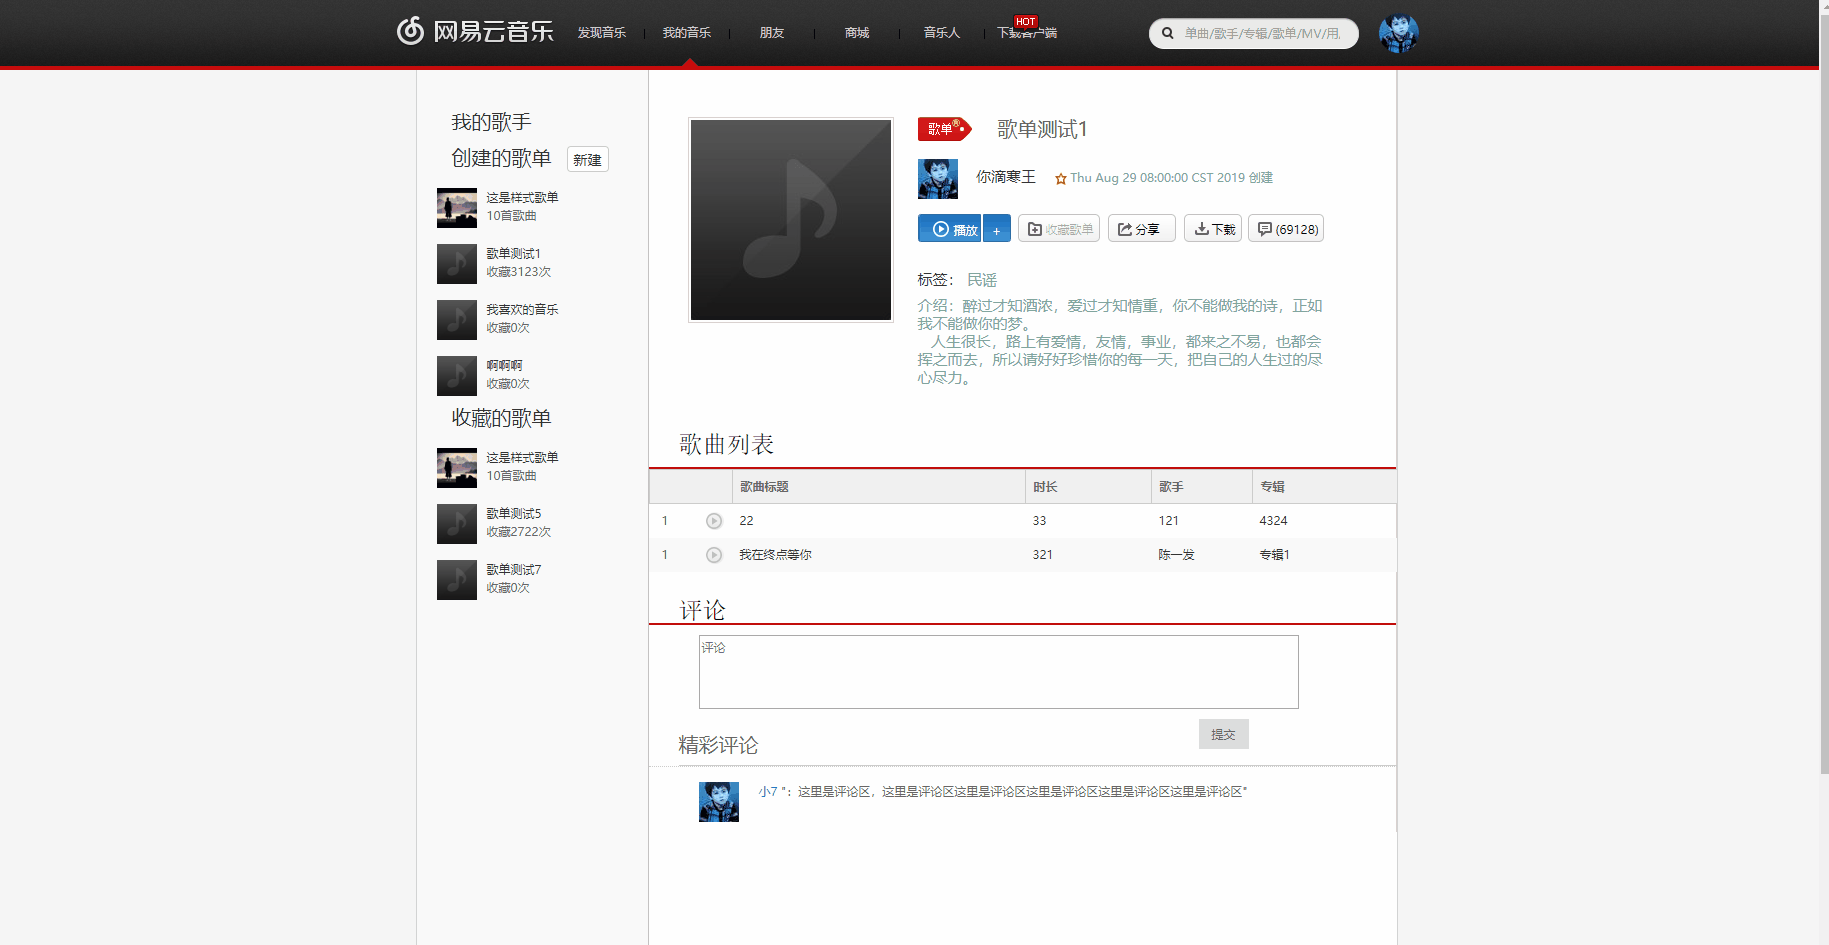 网易云音乐
发现音乐 我的音乐 朋友 商城 音乐人 下载客户端
HOT
单曲/歌手/专辑/歌单/MV/用
我的歌手
创建的歌单 新建
这是样式歌单
10首歌曲
歌单测试1
收藏3123次
我喜欢的音乐
收藏0次
啊啊啊
收藏0次
收藏的歌单
这是样式歌单
10首歌曲
歌单测试5
收藏2722次
歌单测试7
收藏0次
歌单® 歌单测试1
你滴寒王 Thu Aug 29 08:00:00 CST 2019 创建
播放 + 收藏歌单 分享 下载 (69128)
标签： 民谣
介绍：醉过才知酒浓，爱过才知情重，你不能做我的诗，正如
我不能做你的梦。
人生很长，路上有爱情，友情，事业，都来之不易，也都会
挥之而去，所以请好好珍惜你的每一天，把自己的人生过的尽
心尽力。
歌曲列表
歌曲标题 时长 歌手 专辑
1 22 33 121 4324
1 我在终点等你 321 陈一发 专辑1
评论
评论
提交
精彩评论
小7 "：这里是评论区，这里是评论区这里是评论区这里是评论区这里是评论区这里是评论区"